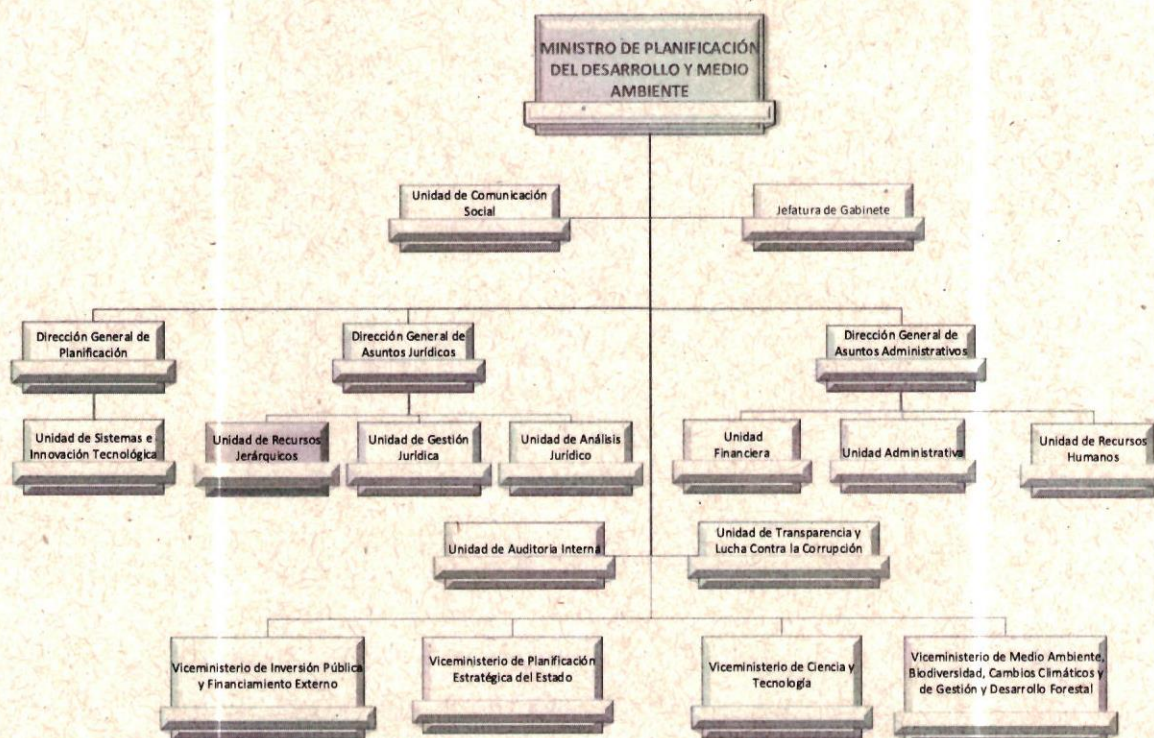 MINISTRO DE PLANIFICACIÓN
DEL DESARROLLO Y MEDIO
AMBIENTE
Unidad de Comunicación
Social
Jefatura de Gabinete
Dirección General de
Planificación
Dirección General de
Asuntos Jurídicos
Dirección General de
Asuntos Administrativos
Unidad de Sistemas e
Innovación Tecnológica
Unidad de Recursos
Jerárquicos
Unidad de Gestión
Jurídica
Unidad de Análisis
Jurídico
Unidad
Financiera
Unidad Administrativa
Unidad de Recursos
Humanos
Unidad de Auditoria Interna
Unidad de Transparencia y
Lucha Contra la Corrupción
Viceministerio de Inversión Pública
y Financiamiento Externo
Viceministerio de Planificación
Estratégica del Estado
Viceministerio de Ciencia y
Tecnología
Viceministerio de Medio Ambiente,
Biodiversidad, Cambios Climáticos y
de Gestión y Desarrollo Forestal